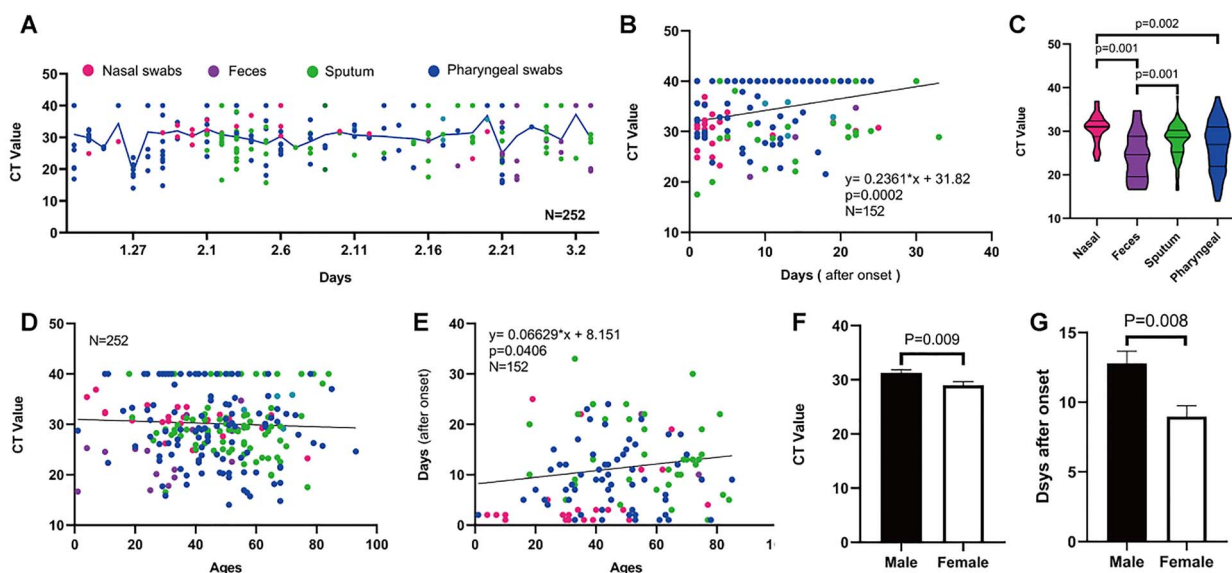 A
Nasal swabs
Feces
Sputum
Pharyngeal swabs
CT Value
50
40
30
20
10
0
1.27
2.1
2.6
2.11
2.16
2.21
3.2
N=252
Days
B
CT Value
50
40
30
20
10
y= 0.2361*x + 31.82
p=0.0002
N=152
0
10
20
30
40
Days ( after onset )
C
p=0.002
p=0.001
p=0.001
CT Value
50
40
30
20
10
Nasal
Feces
Sputum
Pharyngeal
D
N=252
CT Value
50
40
30
20
10
0
20
40
60
80
100
Ages
E
y= 0.06629*x + 8.151
p=0.0406
N=152
Days (after onset)
40
30
20
10
0
0
20
40
60
80
Ages
F
P=0.009
CT Value
40
30
20
10
0
Male
Female
G
P=0.008
Dsys after onset
15
10
5
0
Male
Female